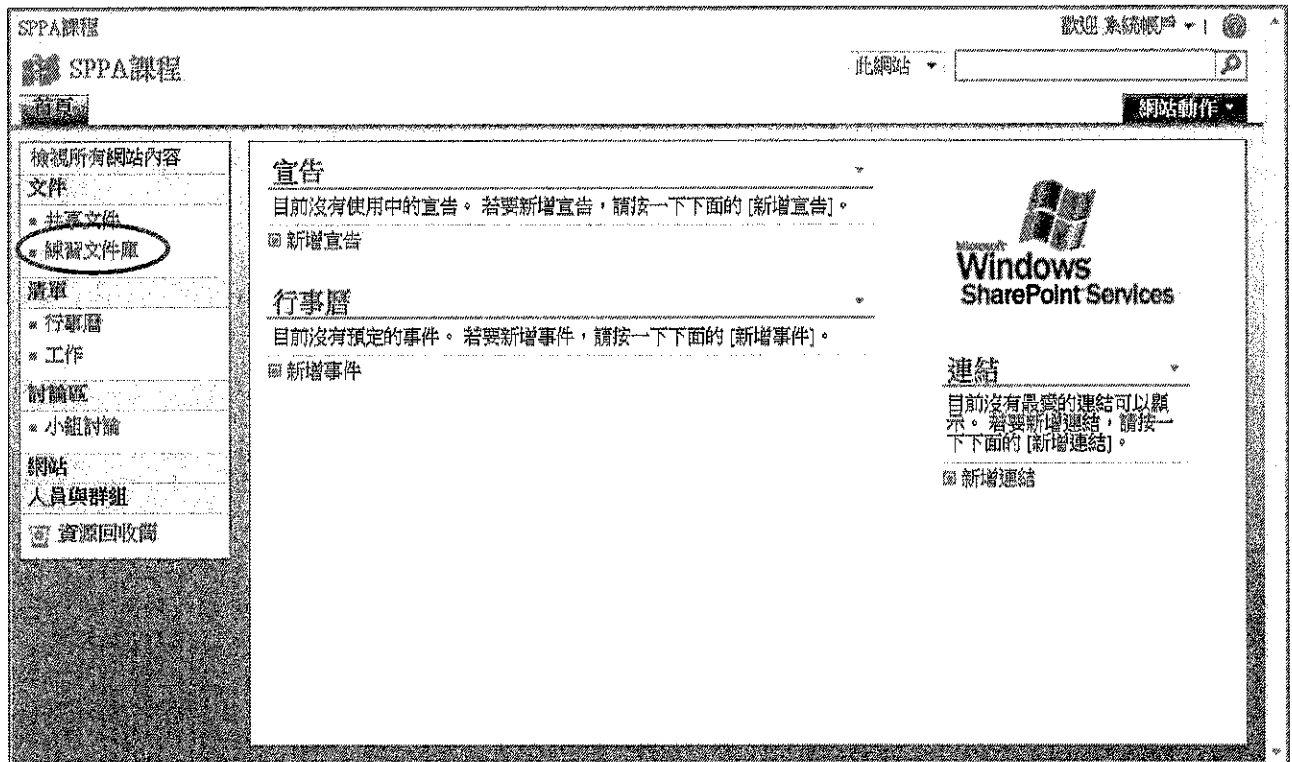 SPPA課程
歡迎 系統帳戶
SPPA課程
此網站
首頁
網站動作
檢視所有網站內容
文件
共享文件
練習文件庫
清單
行事曆
工作
討論區
小組討論
網站
人員與群組
資源回收筒
宣告
目前沒有使用中的宣告。 若要新增宣告,請按一下下面的 [新增宣告]。
新增宣告
行事曆
目前沒有預定的事件。 若要新增事件,請按一下下面的 [新增事件]。
新增事件
Microsoft
Windows
SharePoint Services
連結
目前沒有最愛的連結可以顯
示。 若要新增連結,請按一
下下面的 [新增連結]。
新增連結